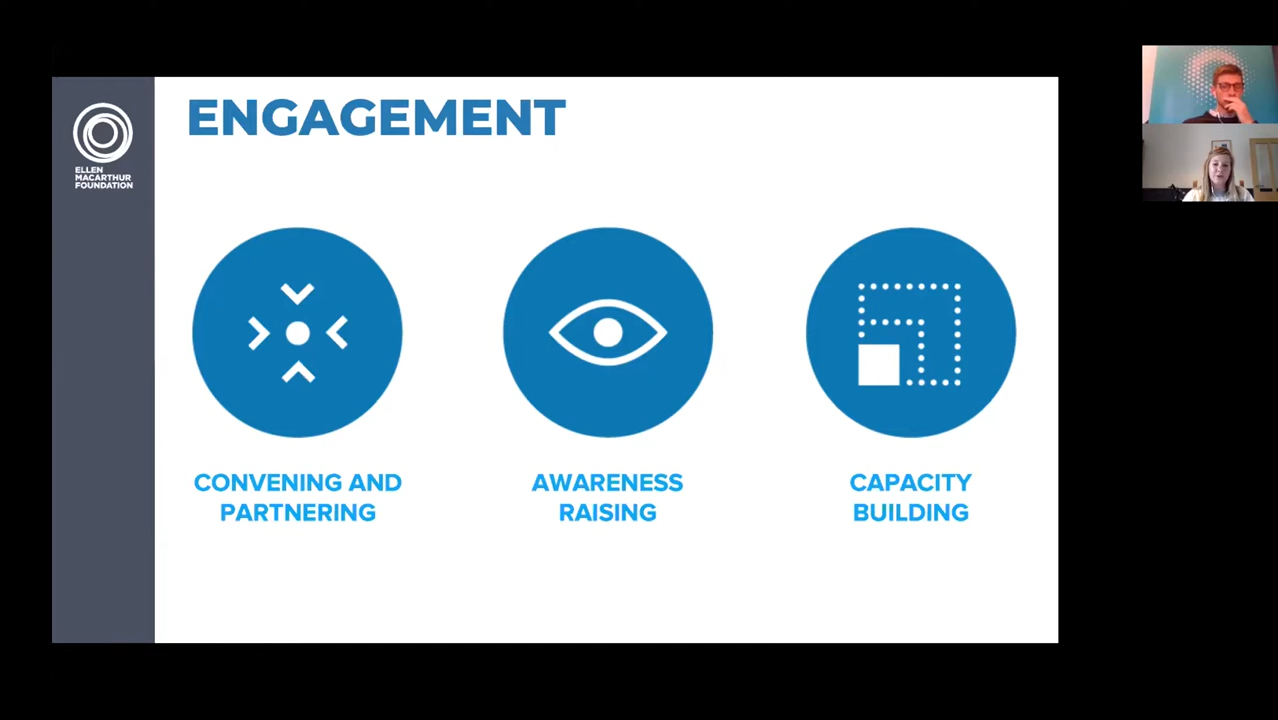 ENGAGEMENT
ELLEN
MACARTHUR
FOUNDATION
CONVENING AND
PARTNERING
AWARENESS
RAISING
CAPACITY
BUILDING